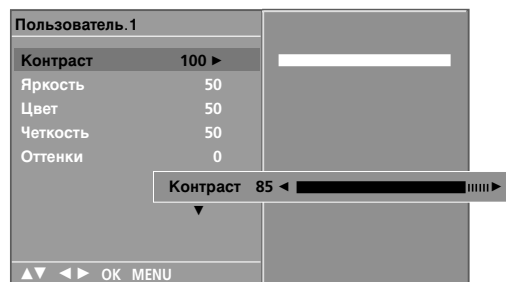 Пользователь.1
Контраст 100 ►
Яркость 50
Цвет 50
Четкость 50
Оттенки 0
Контраст 85 ◄ ►
▼
▲▼ ◄► OK MENU